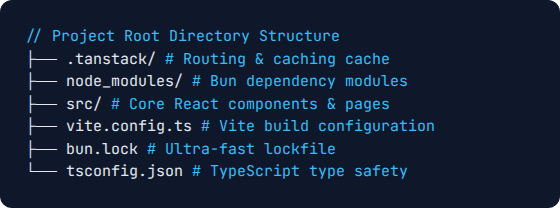 // Project Root Directory Structure
├── .tanstack/ # Routing & caching cache
├── node_modules/ # Bun dependency modules
├── src/ # Core React components & pages
├── vite.config.ts # Vite build configuration
├── bun.lock # Ultra-fast lockfile
└── tsconfig.json # TypeScript type safety